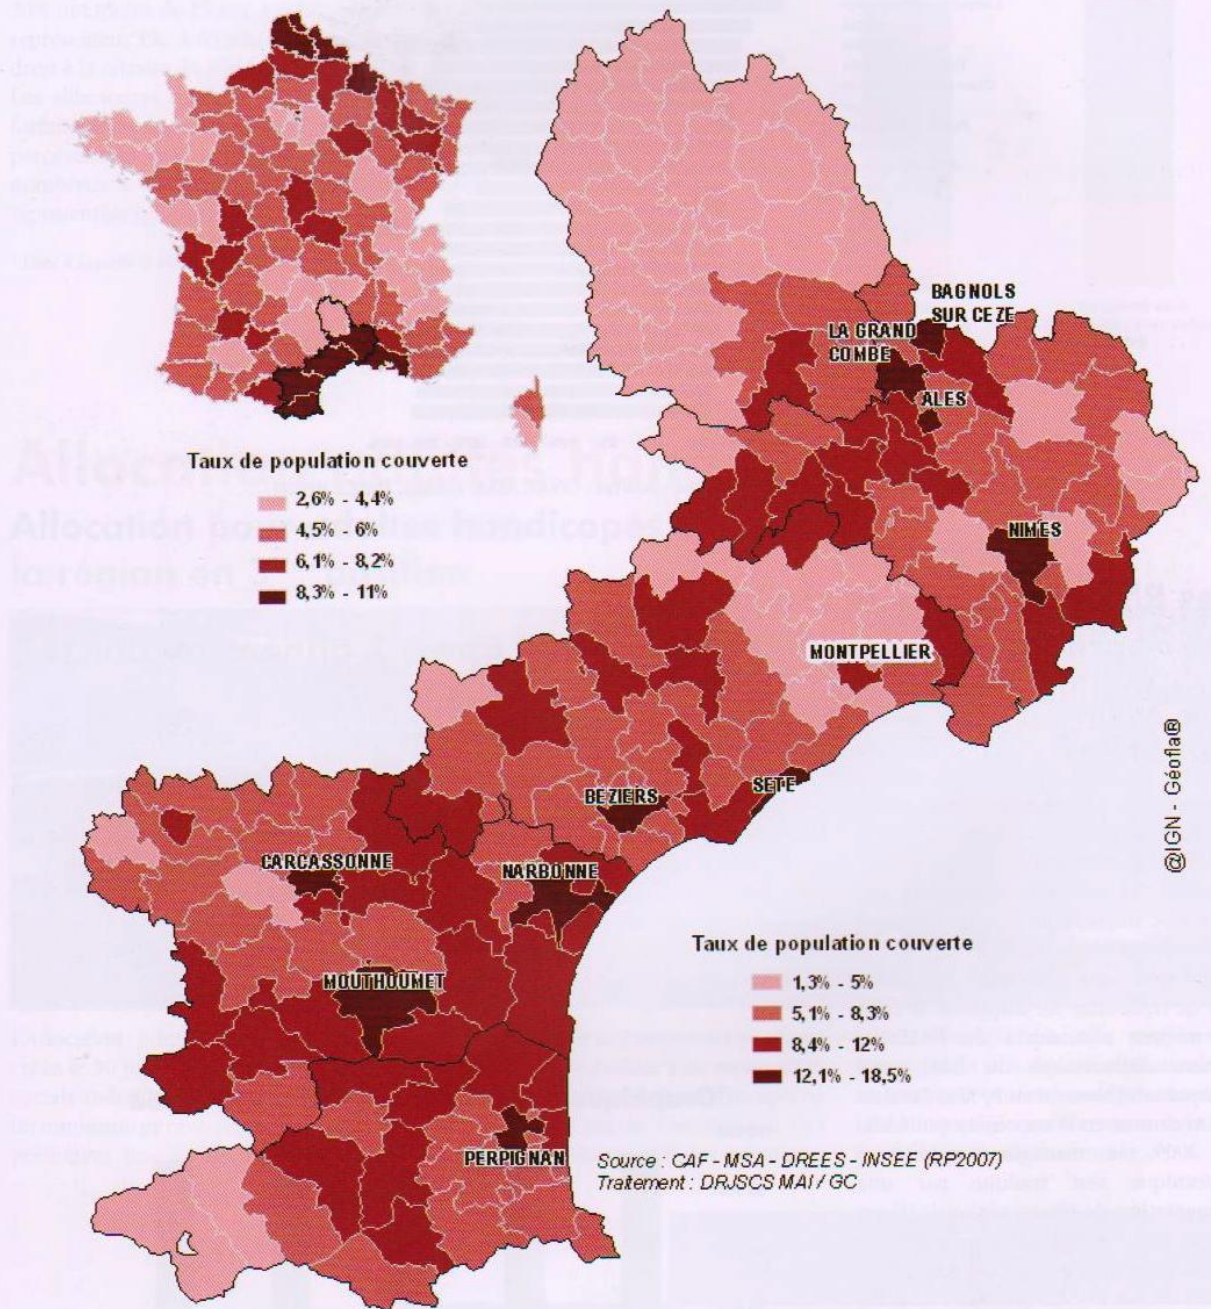 BAGNOLS
SUR CEZE
LA GRAND
COMBE
ALES
Taux de population couverte
2,6% - 4,4%
4,5% - 6%
6,1% - 8,2%
8,3% - 11%
NIMES
MONTPELLIER
@IGN - Géofla®
SETE
BEZIERS
CARCASSONNE
NARBONNE
Taux de population couverte
1,3% - 5%
5,1% - 8,3%
8,4% - 12%
12,1% - 18,5%
MOUTHOUMET
PERPIGNAN
Source : CAF - MSA - DREES - INSEE (RP2007)
Traitement : DRJSCS MAI / GC